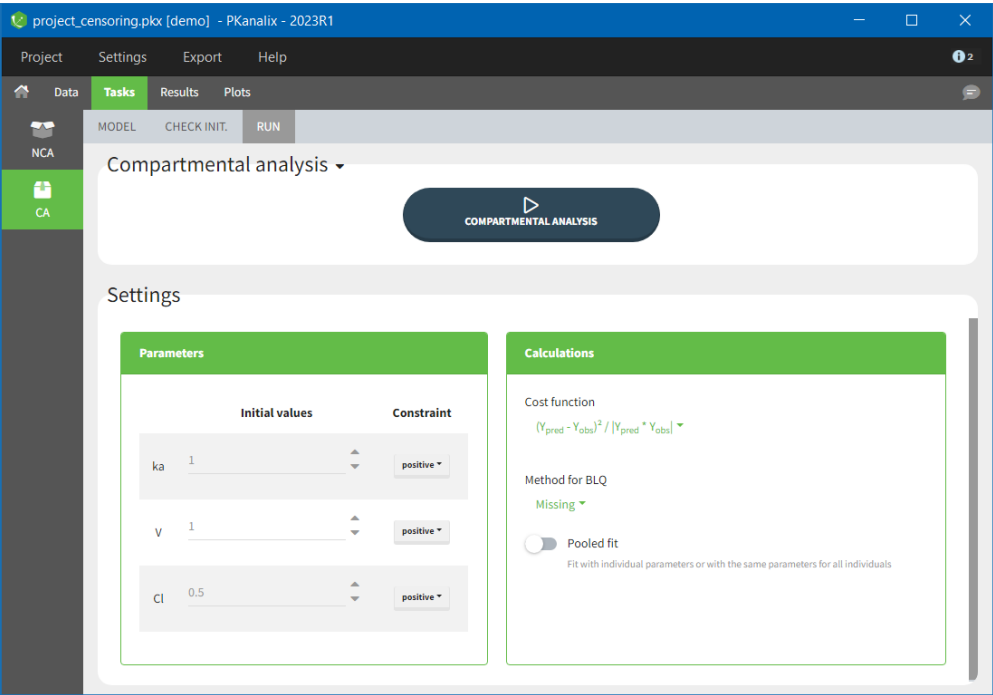 project_censoring.pkx [demo] - PKanalix - 2023R1
Project Settings Export Help
2
Data Tasks Results Plots
NCA
CA
MODEL CHECK INIT. RUN
Compartmental analysis
COMPARTMENTAL ANALYSIS
Settings
Parameters
Initial values Constraint
ka 1 positive
V 1 positive
Cl 0.5 positive
Calculations
Cost function
(Ypred - Yobs)² / |Ypred * Yobs|
Method for BLQ
Missing
Pooled fit
Fit with individual parameters or with the same parameters for all individuals